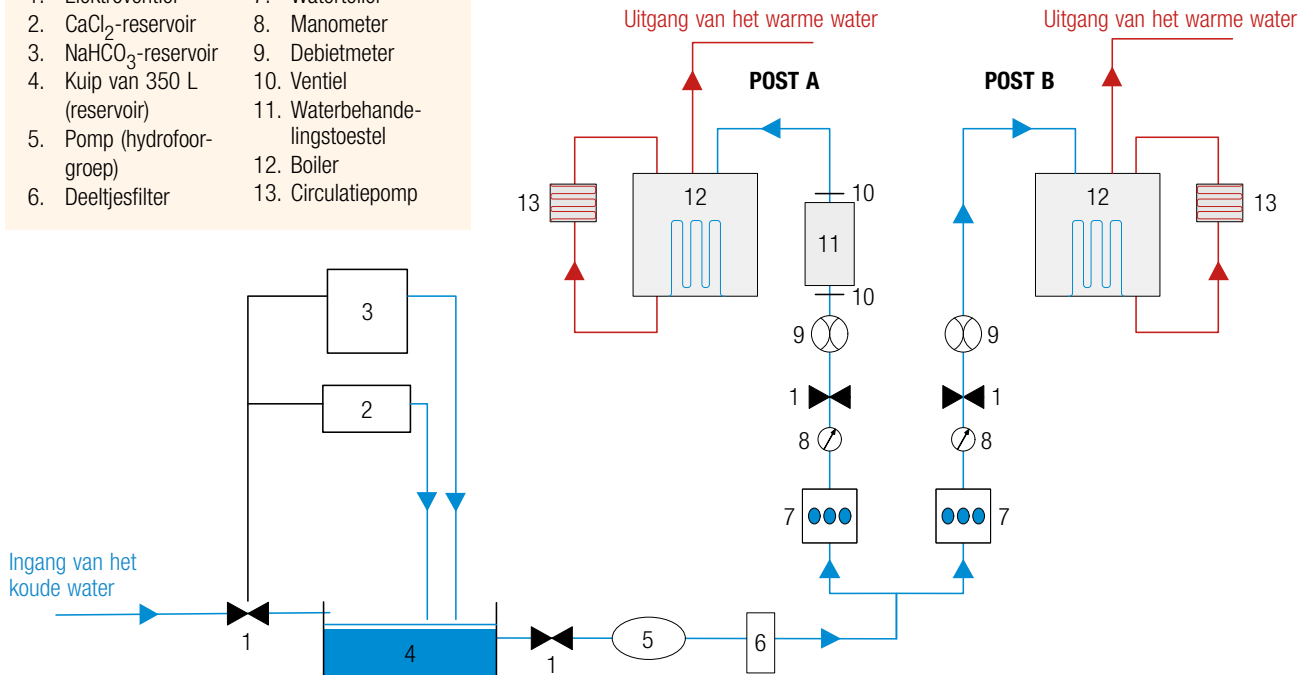 2. CaCl2-reservoir
3. NaHCO3-reservoir
4. Kuip van 350 L
(reservoir)
5. Pomp (hydrofoor-
groep)
6. Deeltjesfilter
8. Manometer
9. Debietmeter
10. Ventiel
11. Waterbehande-
lingstoestel
12. Boiler
13. Circulatiepomp
Uitgang van het warme water
Uitgang van het warme water
POST A
POST B
13
12
10
11
10
9
1
8
7
12
13
9
1
8
7
3
2
Ingang van het
koude water
1
4
1
5
6